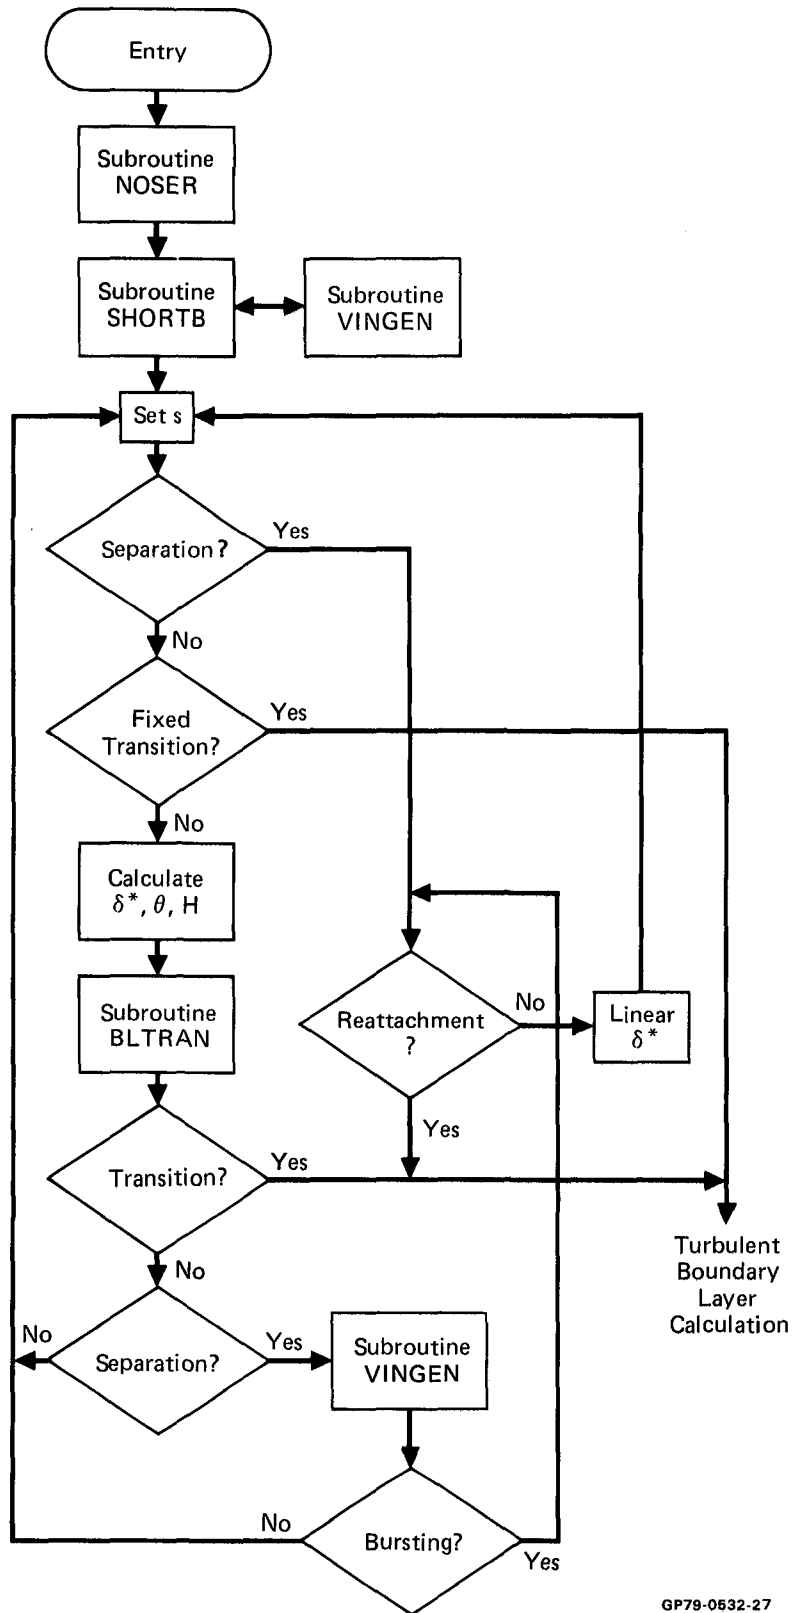 Entry
Subroutine
NOSER
Subroutine
SHORTB
Subroutine
VINGEN
Set s
Separation?
Yes
No
Fixed
Transition?
Yes
No
Calculate
δ*, θ, H
Subroutine
BLTRAN
Reattachment
?
No
Linear
δ*
Yes
Transition?
Yes
No
Turbulent
Boundary
Layer
Calculation
Separation?
No
Yes
Subroutine
VINGEN
Bursting?
No
Yes
GP79-0532-27